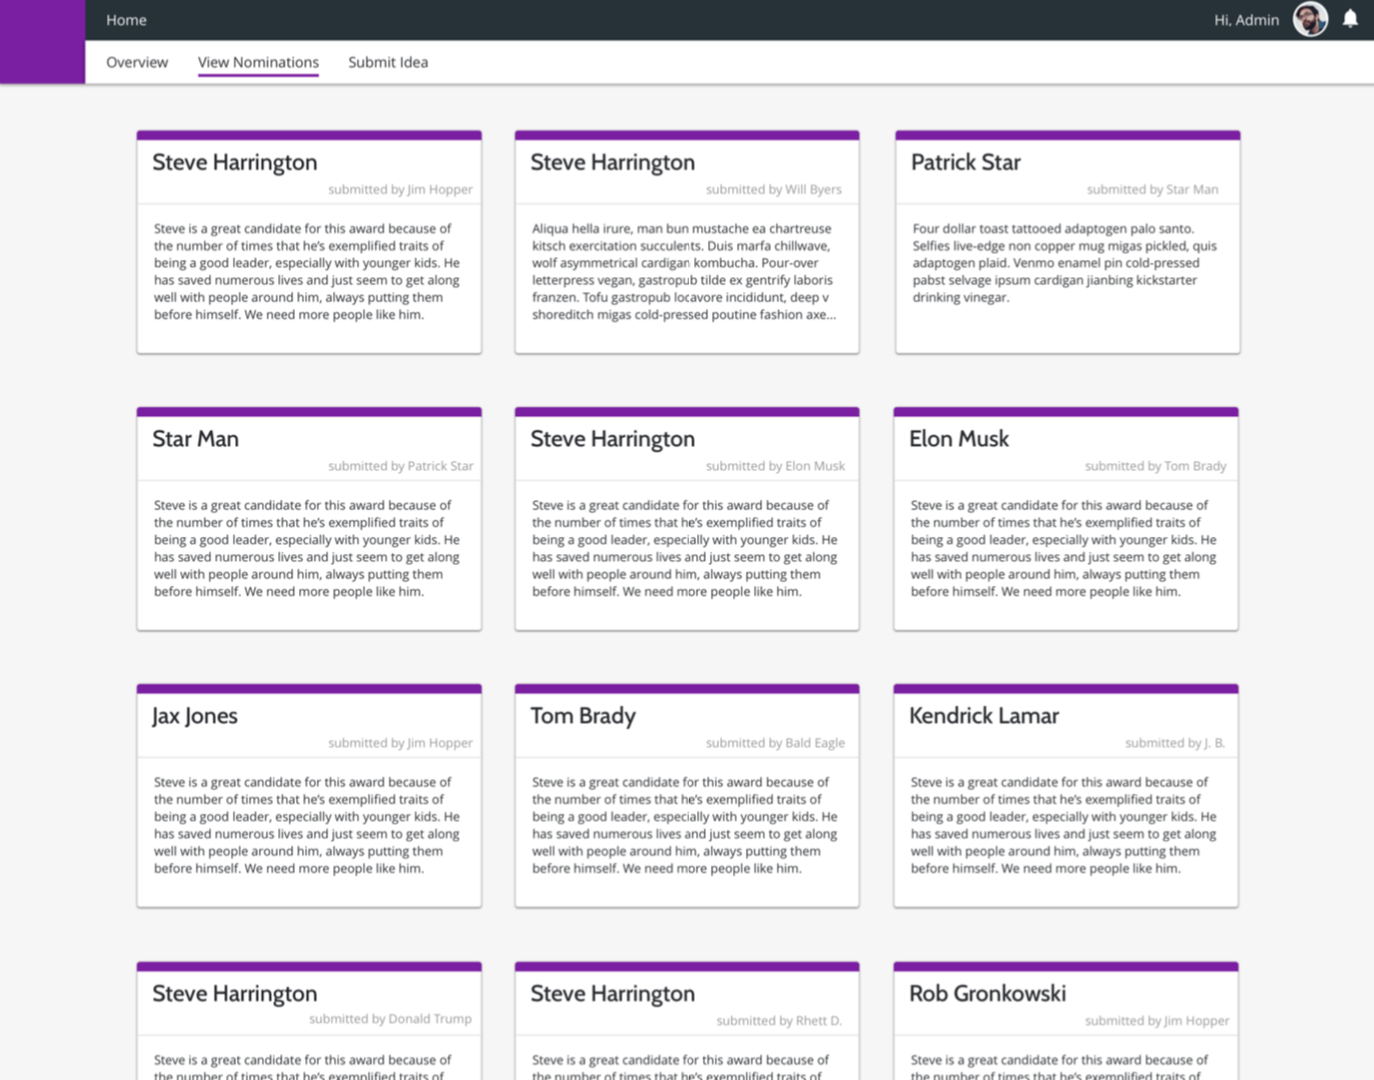 Home
Hi, Admin
Overview
View Nominations
Submit Idea
Steve Harrington
submitted by Jim Hopper
Steve is a great candidate for this award because of
the number of times that he's exemplified traits of
being a good leader, especially with younger kids. He
has saved numerous lives and just seem to get along
well with people around him, always putting them
before himself. We need more people like him.
Steve Harrington
submitted by Will Byers
Aliqua hella irure, man bun mustache ea chartreuse
kitsch exercitation succulents. Duis marfa chillwave,
wolf asymmetrical cardigan kombucha. Pour-over
letterpress vegan, gastropub tilde ex gentrify laboris
franzen. Tofu gastropub locavore incididunt, deep v
shoreditch migas cold-pressed poutine fashion axe...
Patrick Star
submitted by Star Man
Four dollar toast tattooed adaptogen palo santo.
Selfies live-edge non copper mug migas pickled, quis
adaptogen plaid. Venmo enamel pin cold-pressed
pabst selvage ipsum cardigan jianbing kickstarter
drinking vinegar.
Star Man
submitted by Patrick Star
Steve is a great candidate for this award because of
the number of times that he's exemplified traits of
being a good leader, especially with younger kids. He
has saved numerous lives and just seem to get along
well with people around him, always putting them
before himself. We need more people like him.
Steve Harrington
submitted by Elon Musk
Steve is a great candidate for this award because of
the number of times that he's exemplified traits of
being a good leader, especially with younger kids. He
has saved numerous lives and just seem to get along
well with people around him, always putting them
before himself. We need more people like him.
Elon Musk
submitted by Tom Brady
Steve is a great candidate for this award because of
the number of times that he's exemplified traits of
being a good leader, especially with younger kids. He
has saved numerous lives and just seem to get along
well with people around him, always putting them
before himself. We need more people like him.
Jax Jones
submitted by Jim Hopper
Steve is a great candidate for this award because of
the number of times that he's exemplified traits of
being a good leader, especially with younger kids. He
has saved numerous lives and just seem to get along
well with people around him, always putting them
before himself. We need more people like him.
Tom Brady
submitted by Bald Eagle
Steve is a great candidate for this award because of
the number of times that he's exemplified traits of
being a good leader, especially with younger kids. He
has saved numerous lives and just seem to get along
well with people around him, always putting them
before himself. We need more people like him.
Kendrick Lamar
submitted by J. B.
Steve is a great candidate for this award because of
the number of times that he's exemplified traits of
being a good leader, especially with younger kids. He
has saved numerous lives and just seem to get along
well with people around him, always putting them
before himself. We need more people like him.
Steve Harrington
submitted by Donald Trump
Steve is a great candidate for this award because of
the number of times that he's exemplified traits of
Steve Harrington
submitted by Rhett D.
Steve is a great candidate for this award because of
the number of times that he's exemplified traits of
Rob Gronkowski
submitted by Jim Hopper
Steve is a great candidate for this award because of
the number of times that he's exemplified traits of